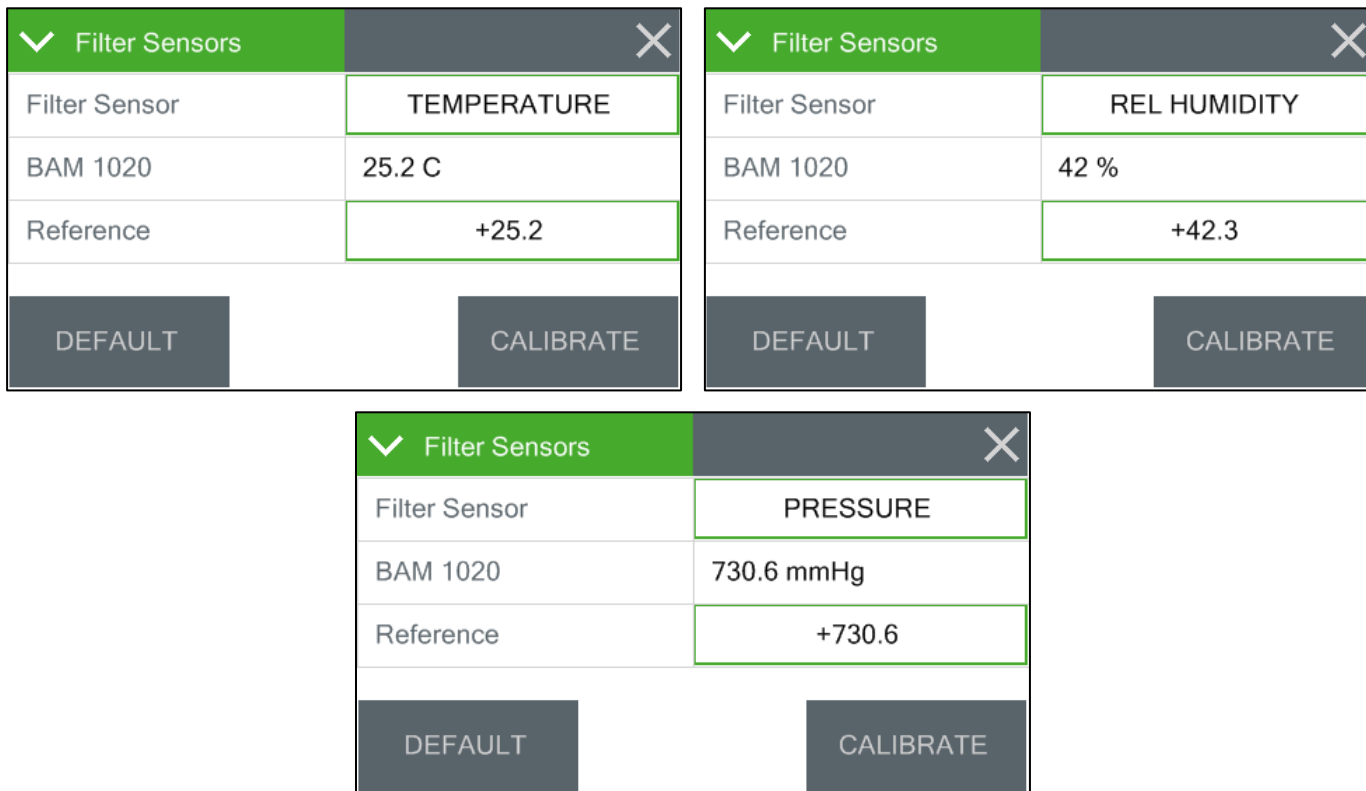 Filter Sensors
Filter Sensor TEMPERATURE
BAM 1020 25.2 C
Reference +25.2
DEFAULT CALIBRATE
Filter Sensors
Filter Sensor REL HUMIDITY
BAM 1020 42 %
Reference +42.3
DEFAULT CALIBRATE
Filter Sensors
Filter Sensor PRESSURE
BAM 1020 730.6 mmHg
Reference +730.6
DEFAULT CALIBRATE